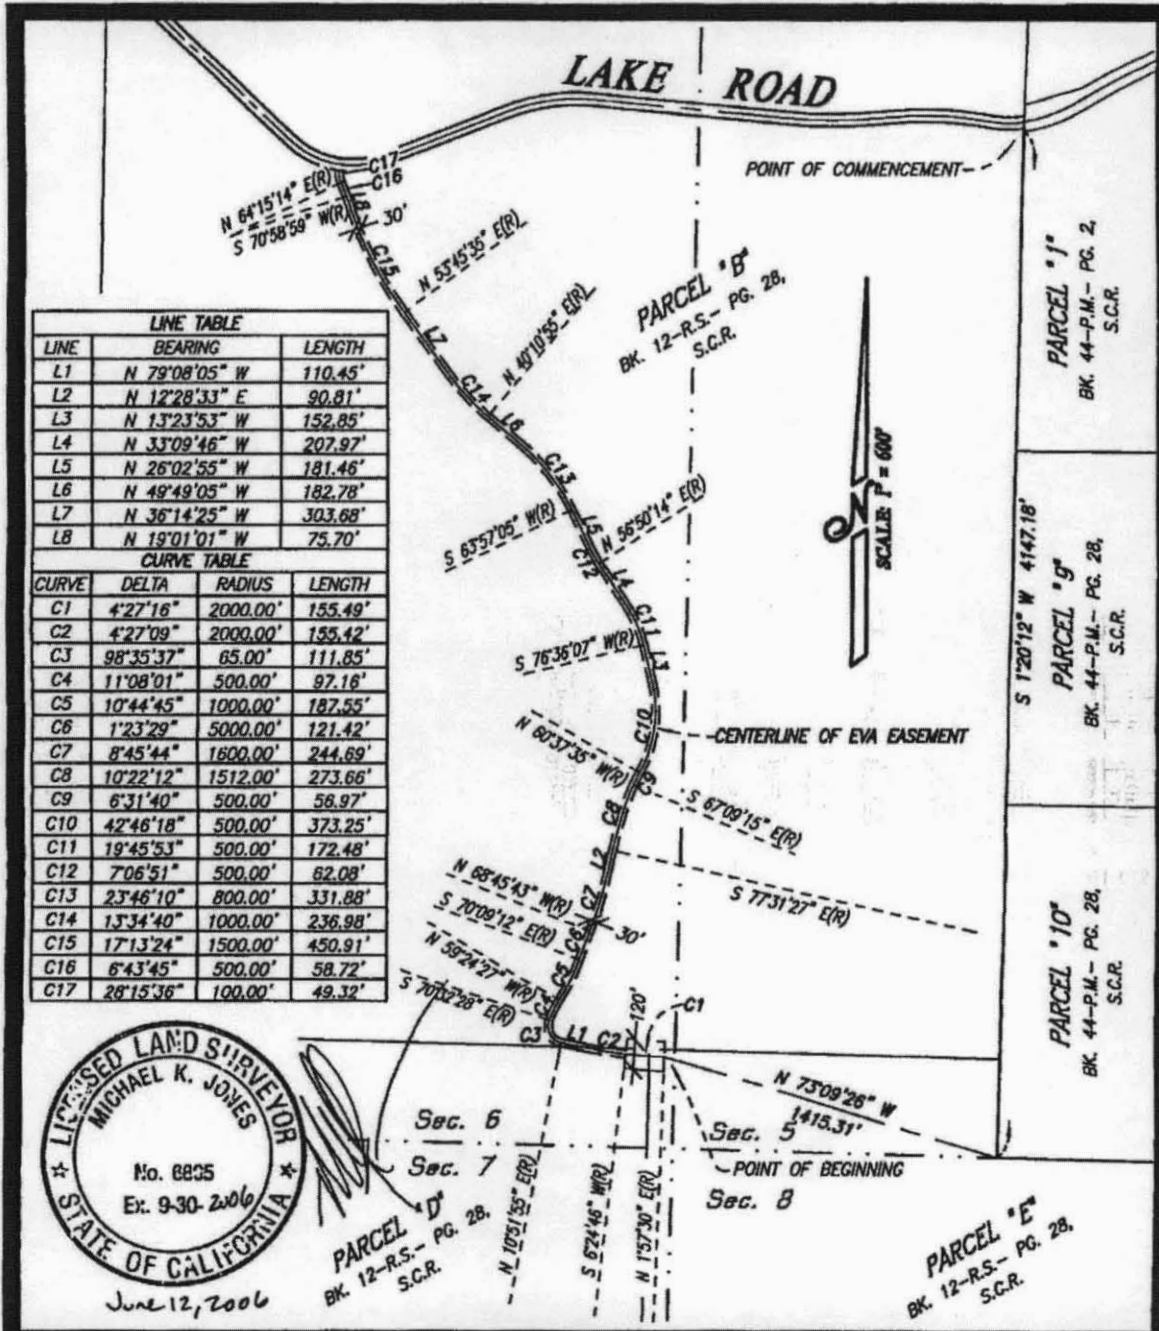 LAKE ROAD
C17
C16
N 64°15'14" E(R)
S 70°58'59" W(R)
L8
30'
C15
N 53°45'35" E(R)
POINT OF COMMENCEMENT
PARCEL "B"
BK. 12-R.S.- PG. 28,
S.C.R.
PARCEL "1"
BK. 44-P.M.- PG. 2,
S.C.R.
L7
N 40°10'55" E(R)
C14
L6
C13
S 63°57'05" W(R)
L5
N 56°50'14" E(R)
C12
L4
C11
S 76°36'07" W(R)
L3
N
SCALE: 1" = 600'
S 1°20'12" W 4147.18'
PARCEL "9"
BK. 44-P.M.- PG. 28,
S.C.R.
LINE TABLE
LINE BEARING LENGTH
L1 N 79°08'05" W 110.45'
L2 N 12°28'33" E 90.81'
L3 N 13°23'53" W 152.85'
L4 N 33°09'46" W 207.97'
L5 N 26°02'55" W 181.46'
L6 N 49°49'05" W 182.78'
L7 N 36°14'25" W 303.68'
L8 N 19°01'01" W 75.70'
CURVE TABLE
CURVE DELTA RADIUS LENGTH
C1 4°27'16" 2000.00' 155.49'
C2 4°27'09" 2000.00' 155.42'
C3 98°35'37" 65.00' 111.85'
C4 11°08'01" 500.00' 97.16'
C5 10°44'45" 1000.00' 187.55'
C6 1°23'29" 5000.00' 121.42'
C7 8°45'44" 1600.00' 244.69'
C8 10°22'12" 1512.00' 273.66'
C9 6°31'40" 500.00' 56.97'
C10 42°46'18" 500.00' 373.25'
C11 19°45'53" 500.00' 172.48'
C12 7°06'51" 500.00' 62.08'
C13 23°46'10" 800.00' 331.88'
C14 13°34'40" 1000.00' 236.98'
C15 17°13'24" 1500.00' 450.91'
C16 6°43'45" 500.00' 58.72'
C17 28°15'36" 100.00' 49.32'
C10
CENTERLINE OF EVA EASEMENT
N 60°37'35" W(R)
C9
S 67°09'15" E(R)
C8
L2
N 68°45'43" W(R)
C7
S 77°31'27" E(R)
S 70°09'12" E(R)
C6
30'
N 59°24'27" W(R)
C5
S 70°32'28" E(R)
C4
C3
L1
C2
120'
C1
PARCEL "10"
BK. 44-P.M.- PG. 28,
S.C.R.
N 73°09'26" W
1415.31'
Sec. 6
Sec. 5
Sec. 7
POINT OF BEGINNING
Sec. 8
N 10°51'55" E(R)
S 6°24'46" W(R)
N 1°57'30" E(R)
PARCEL "D"
BK. 12-R.S.- PG. 28,
S.C.R.
PARCEL "E"
BK. 12-R.S.- PG. 28,
S.C.R.
LICENSED LAND SURVEYOR
MICHAEL K. JONES
Ex. 9-30-2006
STATE OF CALIFORNIA
June 12, 2006